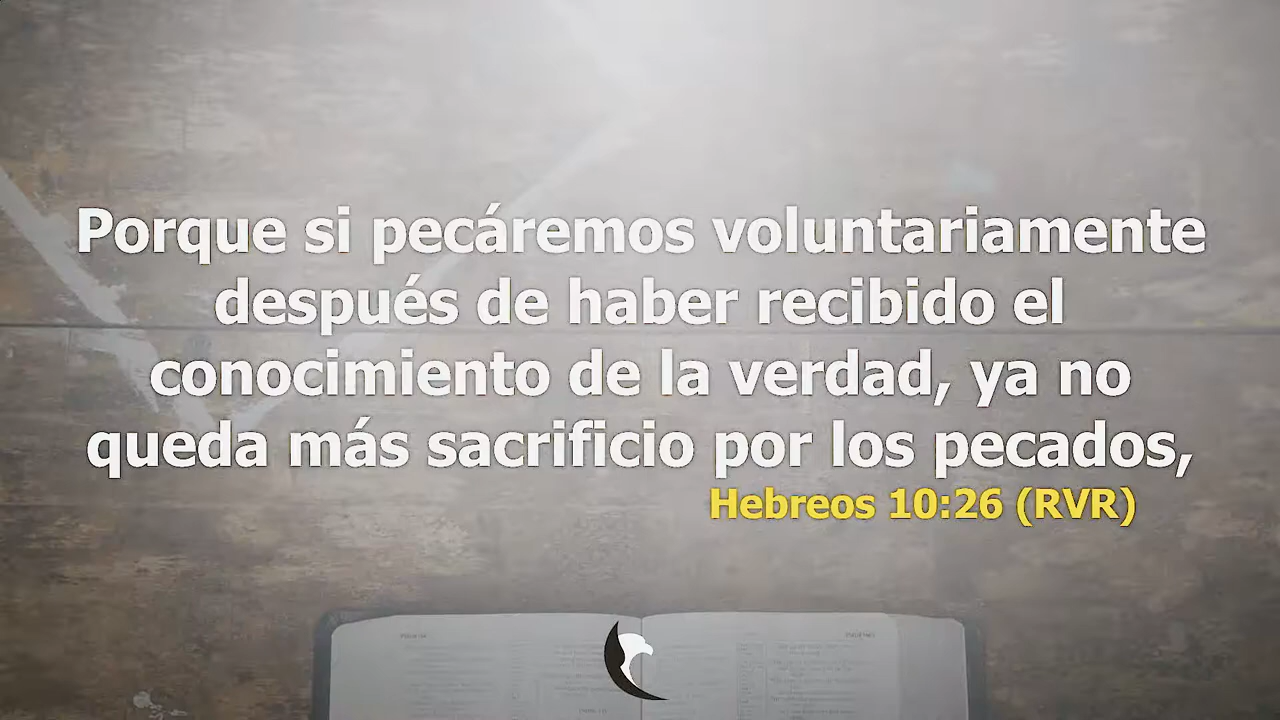 Porque si pecáremos voluntariamente
después de haber recibido el
conocimiento de la verdad, ya no
queda más sacrificio por los pecados,
Hebreos 10:26 (RVR)